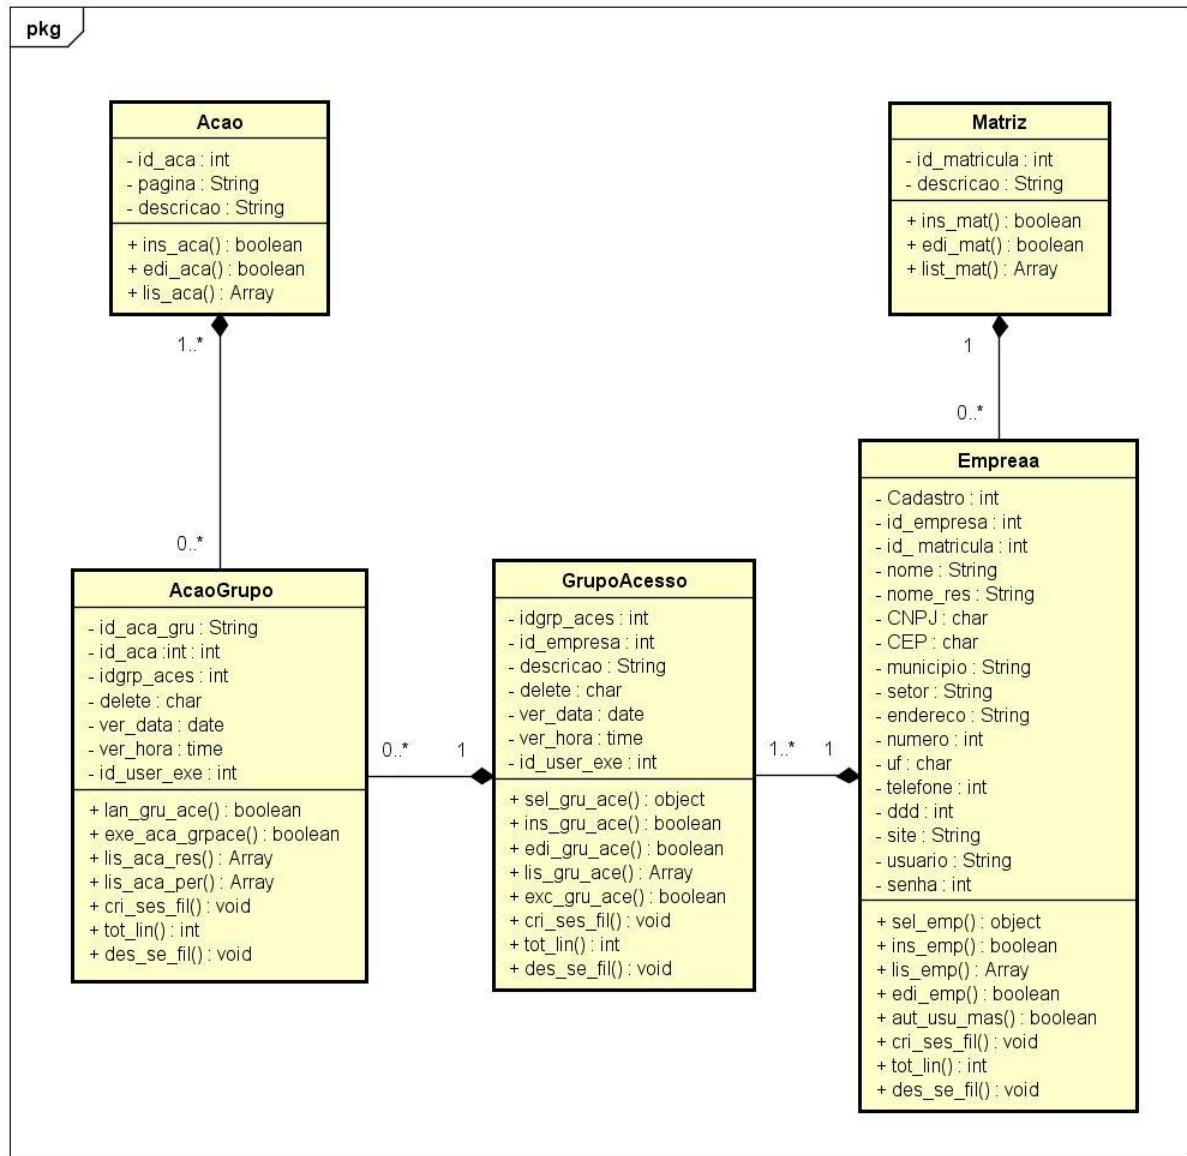 pkg
Acao
- id_aca : int
- pagina : String
- descricao : String
+ ins_aca() : boolean
+ edi_aca() : boolean
+ lis_aca() : Array
Matriz
- id_matricula : int
- descricao : String
+ ins_mat() : boolean
+ edi_mat() : boolean
+ list_mat() : Array
1..*
0..*
1
0..*
AcaoGrupo
- id_aca_gru : String
- id_aca :int : int
- idgrp_aces : int
- delete : char
- ver_data : date
- ver_hora : time
- id_user_exe : int
+ lan_gru_ace() : boolean
+ exe_aca_grpace() : boolean
+ lis_aca_res() : Array
+ lis_aca_per() : Array
+ cri_ses_fil() : void
+ tot_lin() : int
+ des_se_fil() : void
0..* 1
GrupoAcesso
- idgrp_aces : int
- id_empresa : int
- descricao : String
- delete : char
- ver_data : date
- ver_hora : time
- id_user_exe : int
+ sel_gru_ace() : object
+ ins_gru_ace() : boolean
+ edi_gru_ace() : boolean
+ lis_gru_ace() : Array
+ exc_gru_ace() : boolean
+ cri_ses_fil() : void
+ tot_lin() : int
+ des_se_fil() : void
1..* 1
Empreaa
- Cadastro : int
- id_empresa : int
- id_ matricula : int
- nome : String
- nome_res : String
- CNPJ : char
- CEP : char
- municipio : String
- setor : String
- endereco : String
- numero : int
- uf : char
- telefone : int
- ddd : int
- site : String
- usuario : String
- senha : int
+ sel_emp() : object
+ ins_emp() : boolean
+ lis_emp() : Array
+ edi_emp() : boolean
+ aut_usu_mas() : boolean
+ cri_ses_fil() : void
+ tot_lin() : int
+ des_se_fil() : void